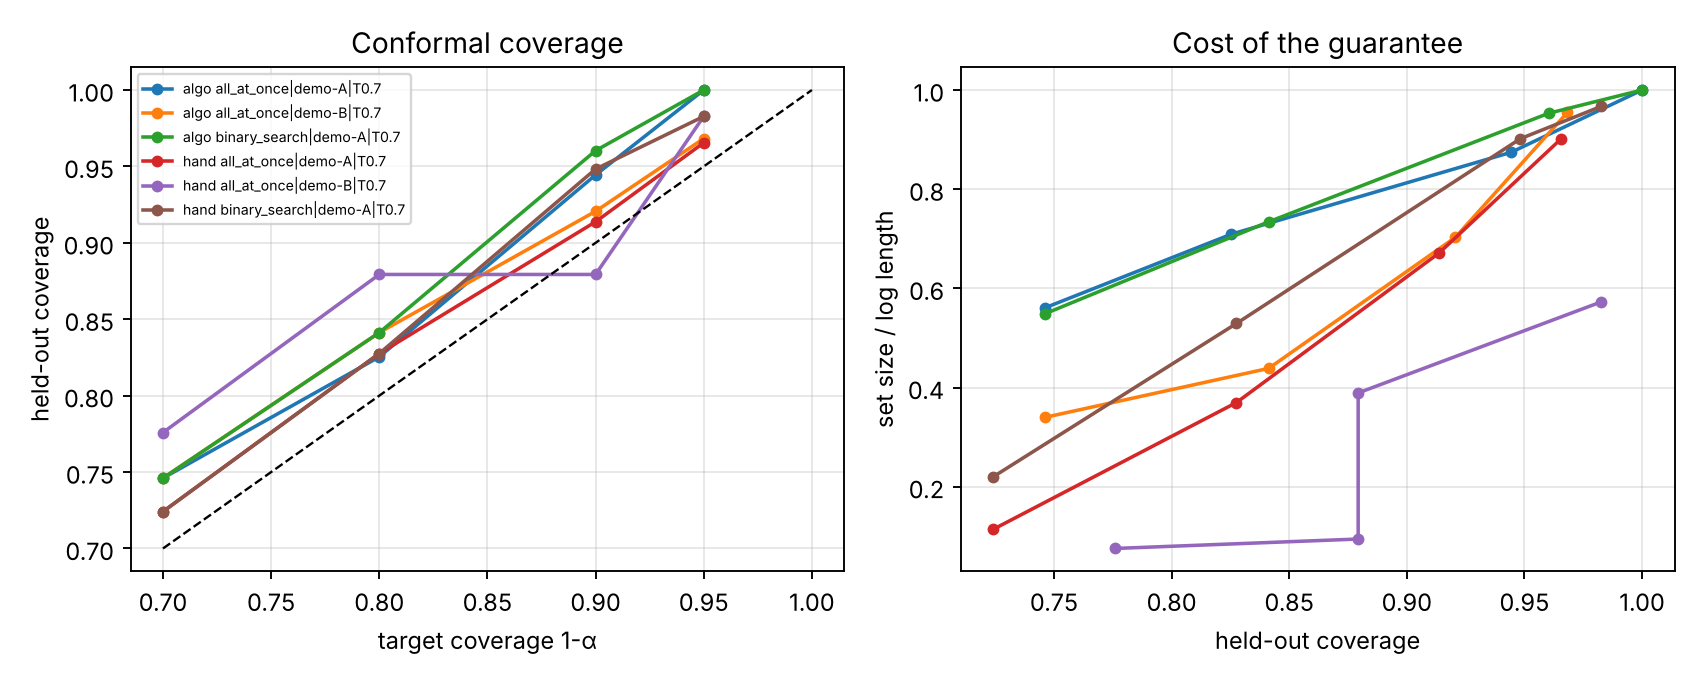 Conformal coverage
1.00
0.95
0.90
0.85
0.80
0.75
0.70
held-out coverage
algo all_at_once|demo-A|T0.7
algo all_at_once|demo-B|T0.7
algo binary_search|demo-A|T0.7
hand all_at_once|demo-A|T0.7
hand all_at_once|demo-B|T0.7
hand binary_search|demo-A|T0.7
0.70 0.75 0.80 0.85 0.90 0.95 1.00
target coverage 1-α
Cost of the guarantee
1.0
0.8
0.6
0.4
0.2
set size / log length
0.75 0.80 0.85 0.90 0.95 1.00
held-out coverage